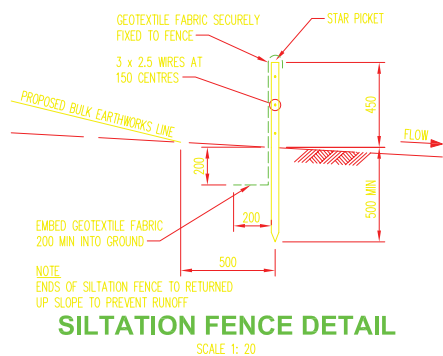 GEOTEXTILE FABRIC SECURELY
FIXED TO FENCE
STAR PICKET
3 x 2.5 WIRES AT
150 CENTRES
PROPOSED BULK EARTHWORKS LINE
450
FLOW
200
500 MIN
200
EMBED GEOTEXTILE FABRIC
200 MIN INTO GROUND
500
NOTE
ENDS OF SILTATION FENCE TO RETURNED
UP SLOPE TO PREVENT RUNOFF
SILTATION FENCE DETAIL
SCALE 1: 20